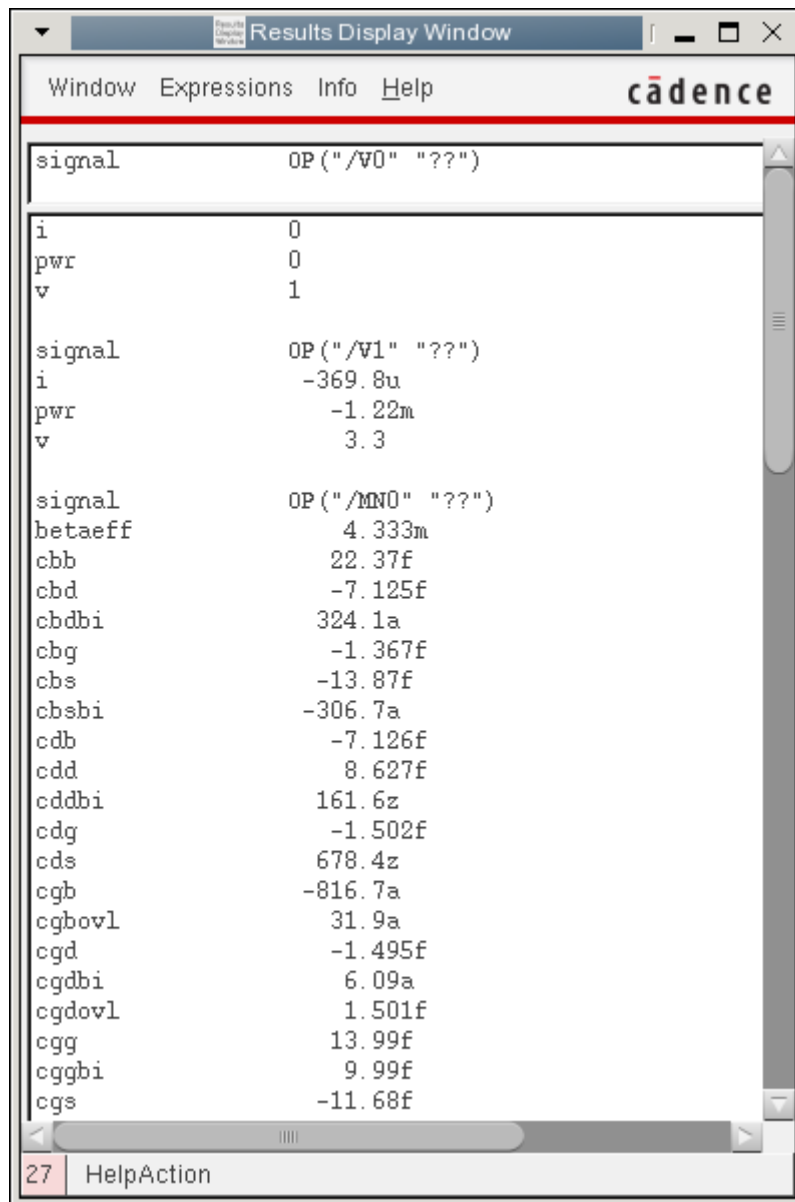 Results Display Window
Window Expressions Info Help cādence
signal OP("/V0" "??")
i 0
pwr 0
v 1
signal OP("/V1" "??")
i -369.8u
pwr -1.22m
v 3.3
signal OP("/MN0" "??")
betaeff 4.333m
cbb 22.37f
cbd -7.125f
cbdbi 324.1a
cbg -1.367f
cbs -13.87f
cbsbi -306.7a
cdb -7.126f
cdd 8.627f
cddbi 161.6z
cdg -1.502f
cds 678.4z
cgb -816.7a
cgbovl 31.9a
cgd -1.495f
cgdbi 6.09a
cgdovl 1.501f
cgg 13.99f
cggbi 9.99f
cgs -11.68f
27 HelpAction